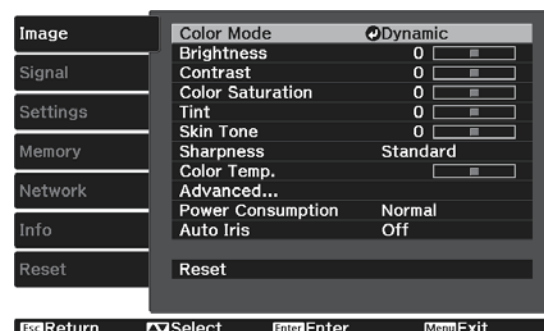 Image
Signal
Settings
Memory
Network
Info
Reset
Color Mode Dynamic
Brightness 0
Contrast 0
Color Saturation 0
Tint 0
Skin Tone 0
Sharpness Standard
Color Temp.
Advanced...
Power Consumption Normal
Auto Iris Off
Reset
Esc Return Select Enter Enter Menu Exit